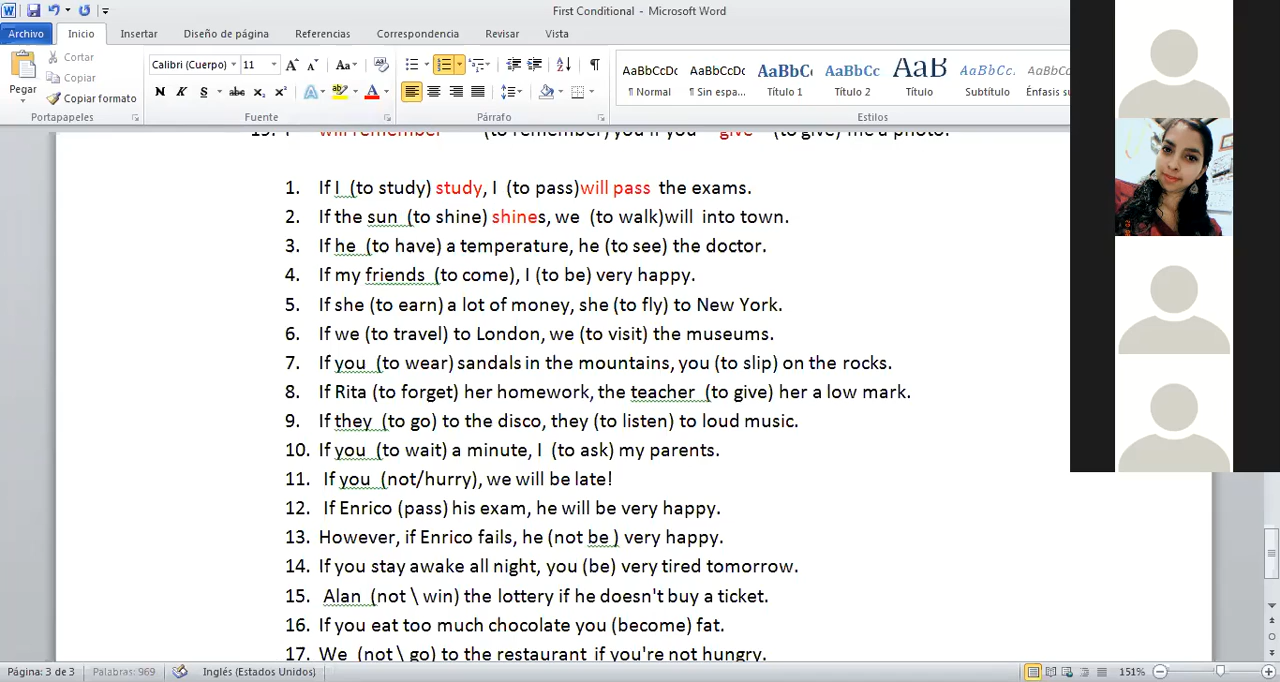 First Conditional - Microsoft Word
Archivo Inicio Insertar Diseño de página Referencias Correspondencia Revisar Vista
Pegar
Cortar
Copiar
Copiar formato
Portapapeles
Calibri (Cuerpo) 11
Fuente
Párrafo
AaBbCcDc AaBbCcDc AaBbC AaBbCc AaB AaBbCc. AaBbCc
¶ Normal ¶ Sin espa... Título 1 Título 2 Título Subtítulo Énfasis su
Estilos
will remember (to remember) you if you give (to give) me a photo.
1. If I (to study) study, I (to pass)will pass the exams.
2. If the sun (to shine) shines, we (to walk)will into town.
3. If he (to have) a temperature, he (to see) the doctor.
4. If my friends (to come), I (to be) very happy.
5. If she (to earn) a lot of money, she (to fly) to New York.
6. If we (to travel) to London, we (to visit) the museums.
7. If you (to wear) sandals in the mountains, you (to slip) on the rocks.
8. If Rita (to forget) her homework, the teacher (to give) her a low mark.
9. If they (to go) to the disco, they (to listen) to loud music.
10. If you (to wait) a minute, I (to ask) my parents.
11. If you (not/hurry), we will be late!
12. If Enrico (pass) his exam, he will be very happy.
13. However, if Enrico fails, he (not be ) very happy.
14. If you stay awake all night, you (be) very tired tomorrow.
15. Alan (not \ win) the lottery if he doesn't buy a ticket.
16. If you eat too much chocolate you (become) fat.
17. We (not \ go) to the restaurant if you're not hungry.
Página: 3 de 3 Palabras: 969 Inglés (Estados Unidos) 151%